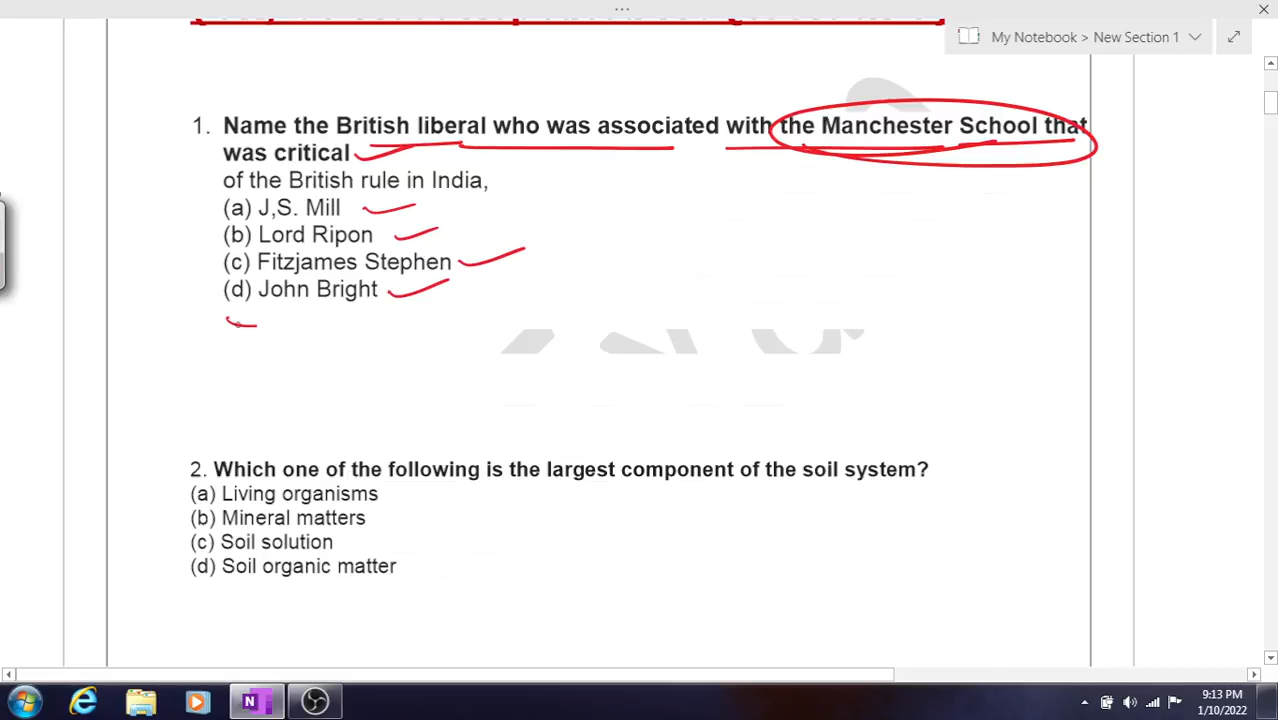 My Notebook > New Section 1
1. Name the British liberal who was associated with the Manchester School that
was critical
of the British rule in India,
(a) J,S. Mill
(b) Lord Ripon
(c) Fitzjames Stephen
(d) John Bright
2. Which one of the following is the largest component of the soil system?
(a) Living organisms
(b) Mineral matters
(c) Soil solution
(d) Soil organic matter
N
9:13 PM
1/10/2022